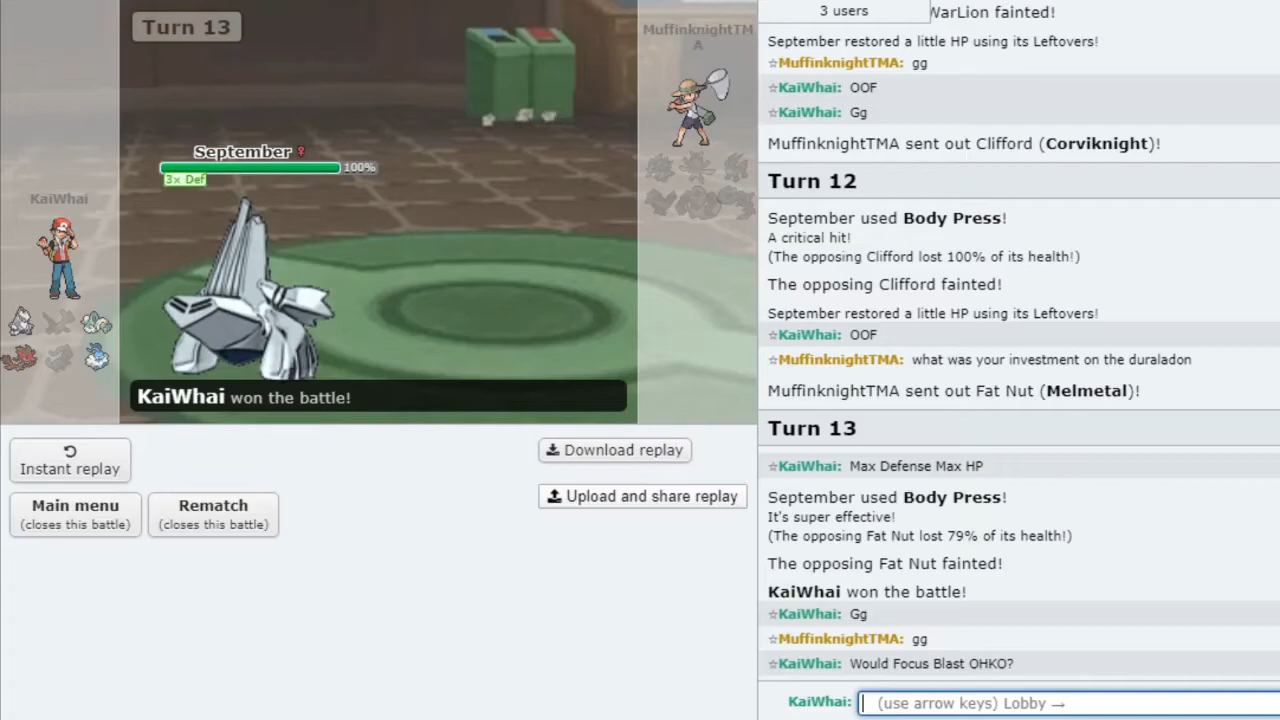 Turn 13
MuffinknightTM
A
September ♀
100%
3× Def
KaiWhai
KaiWhai won the battle!
Instant replay
Download replay
Upload and share replay
Main menu
(closes this battle)
Rematch
(closes this battle)
3 users
WarLion fainted!
September restored a little HP using its Leftovers!
☆MuffinknightTMA: gg
☆KaiWhai: OOF
☆KaiWhai: Gg
MuffinknightTMA sent out Clifford (Corviknight)!
Turn 12
September used Body Press!
A critical hit!
(The opposing Clifford lost 100% of its health!)
The opposing Clifford fainted!
September restored a little HP using its Leftovers!
☆KaiWhai: OOF
☆MuffinknightTMA: what was your investment on the duraladon
MuffinknightTMA sent out Fat Nut (Melmetal)!
Turn 13
☆KaiWhai: Max Defense Max HP
September used Body Press!
It's super effective!
(The opposing Fat Nut lost 79% of its health!)
The opposing Fat Nut fainted!
KaiWhai won the battle!
☆KaiWhai: Gg
☆MuffinknightTMA: gg
☆KaiWhai: Would Focus Blast OHKO?
KaiWhai: (use arrow keys) Lobby →